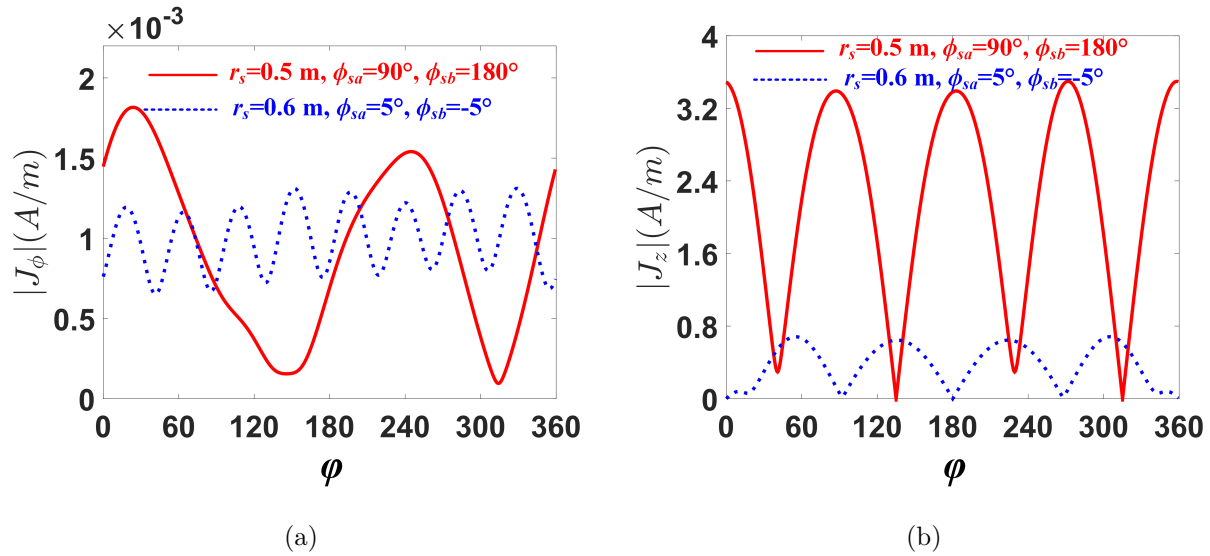 ×10⁻³
2
1.5
1
0.5
0
0 60 120 180 240 300 360
|J_ϕ|(A/m)
φ
r_s=0.5 m, ϕ_sa=90°, ϕ_sb=180°
r_s=0.6 m, ϕ_sa=5°, ϕ_sb=-5°
(a)
4
3.2
2.4
1.6
0.8
0
0 60 120 180 240 300 360
|J_z|(A/m)
φ
r_s=0.5 m, ϕ_sa=90°, ϕ_sb=180°
r_s=0.6 m, ϕ_sa=5°, ϕ_sb=-5°
(b)